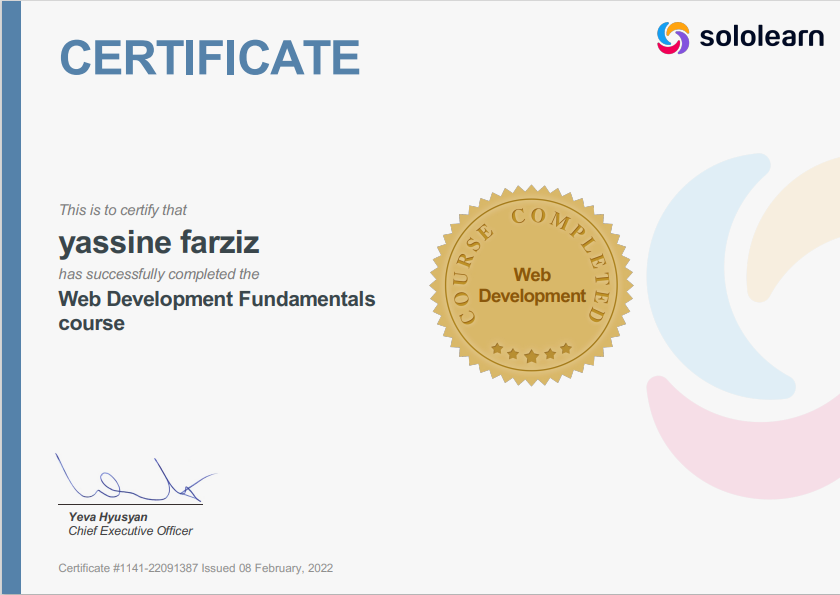 CERTIFICATE
sololearn
This is to certify that
yassine farziz
has successfully completed the
Web Development Fundamentals
course
COURSE COMPLETED
Web
Development
Yeva Hyusyan
Chief Executive Officer
Certificate #1141-22091387 Issued 08 February, 2022